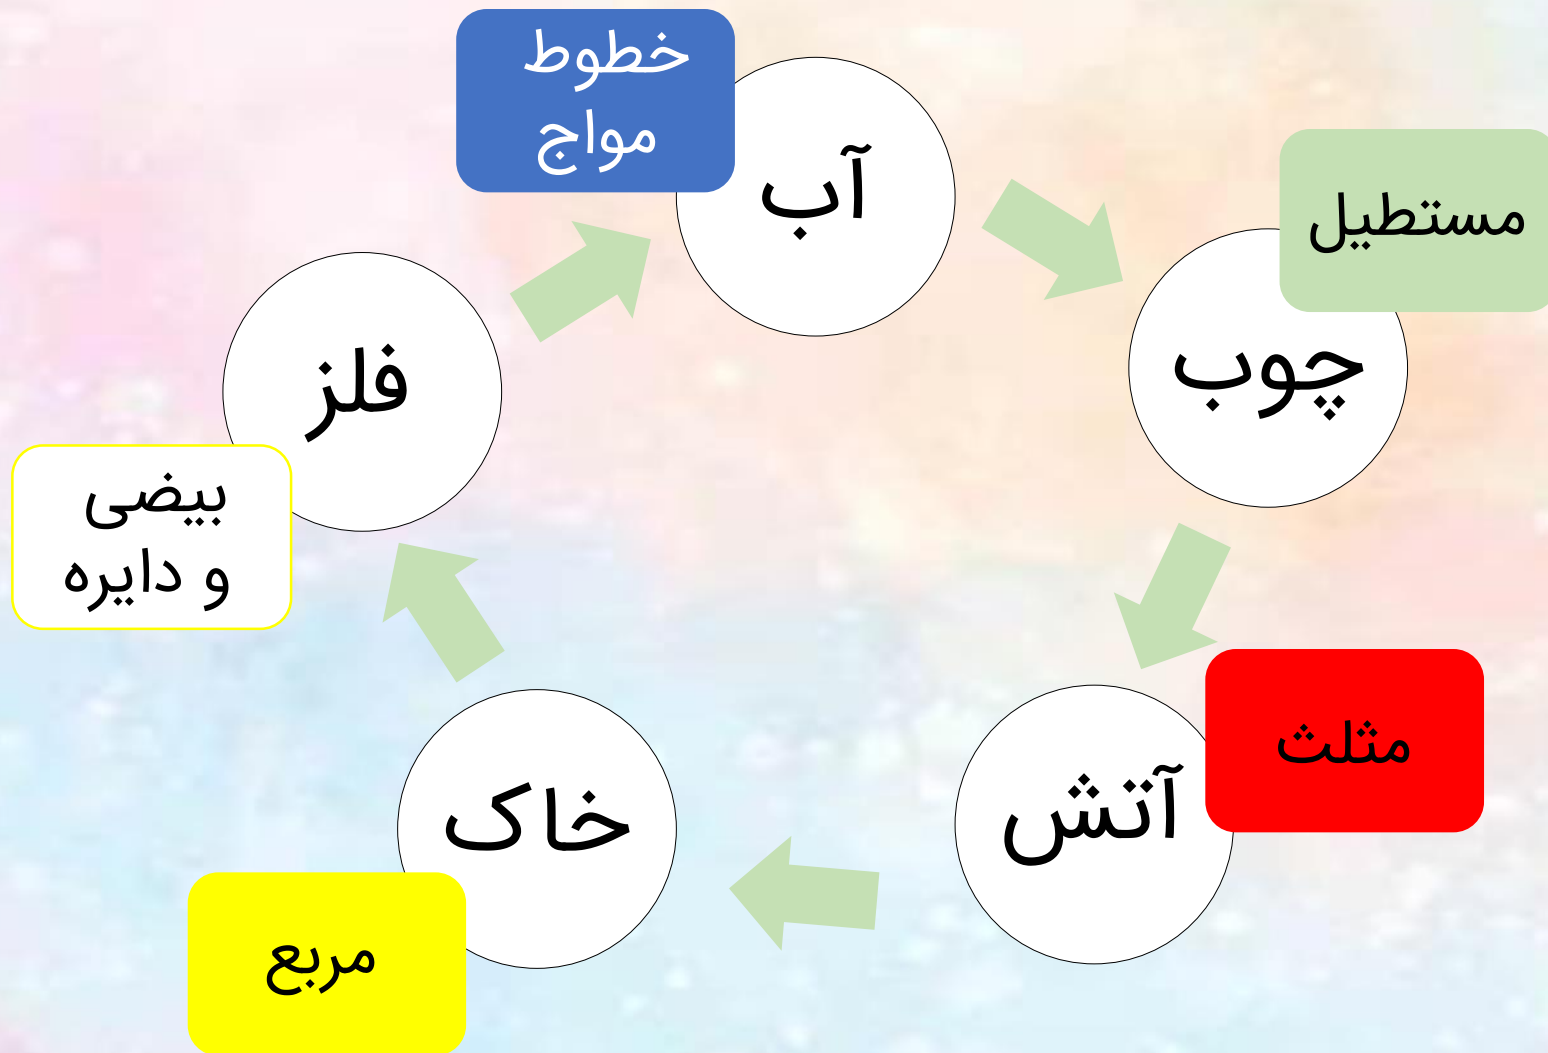 خطوط
مواج
آب
مستطیل
چوب
مثلث
آتش
خاک
مربع
فلز
بیضی
و دایره